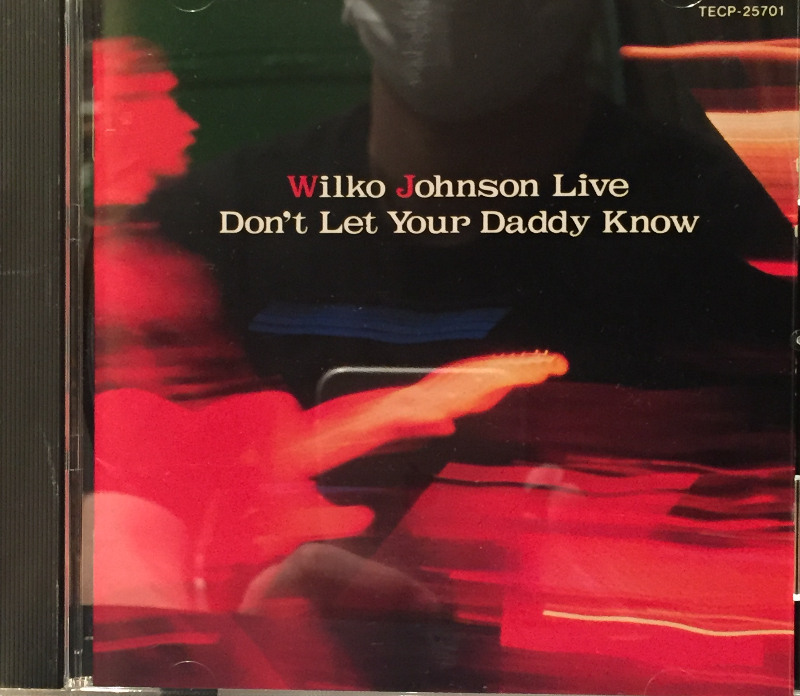 TECP-25701
Wilko Johnson Live
Don't Let Your Daddy Know